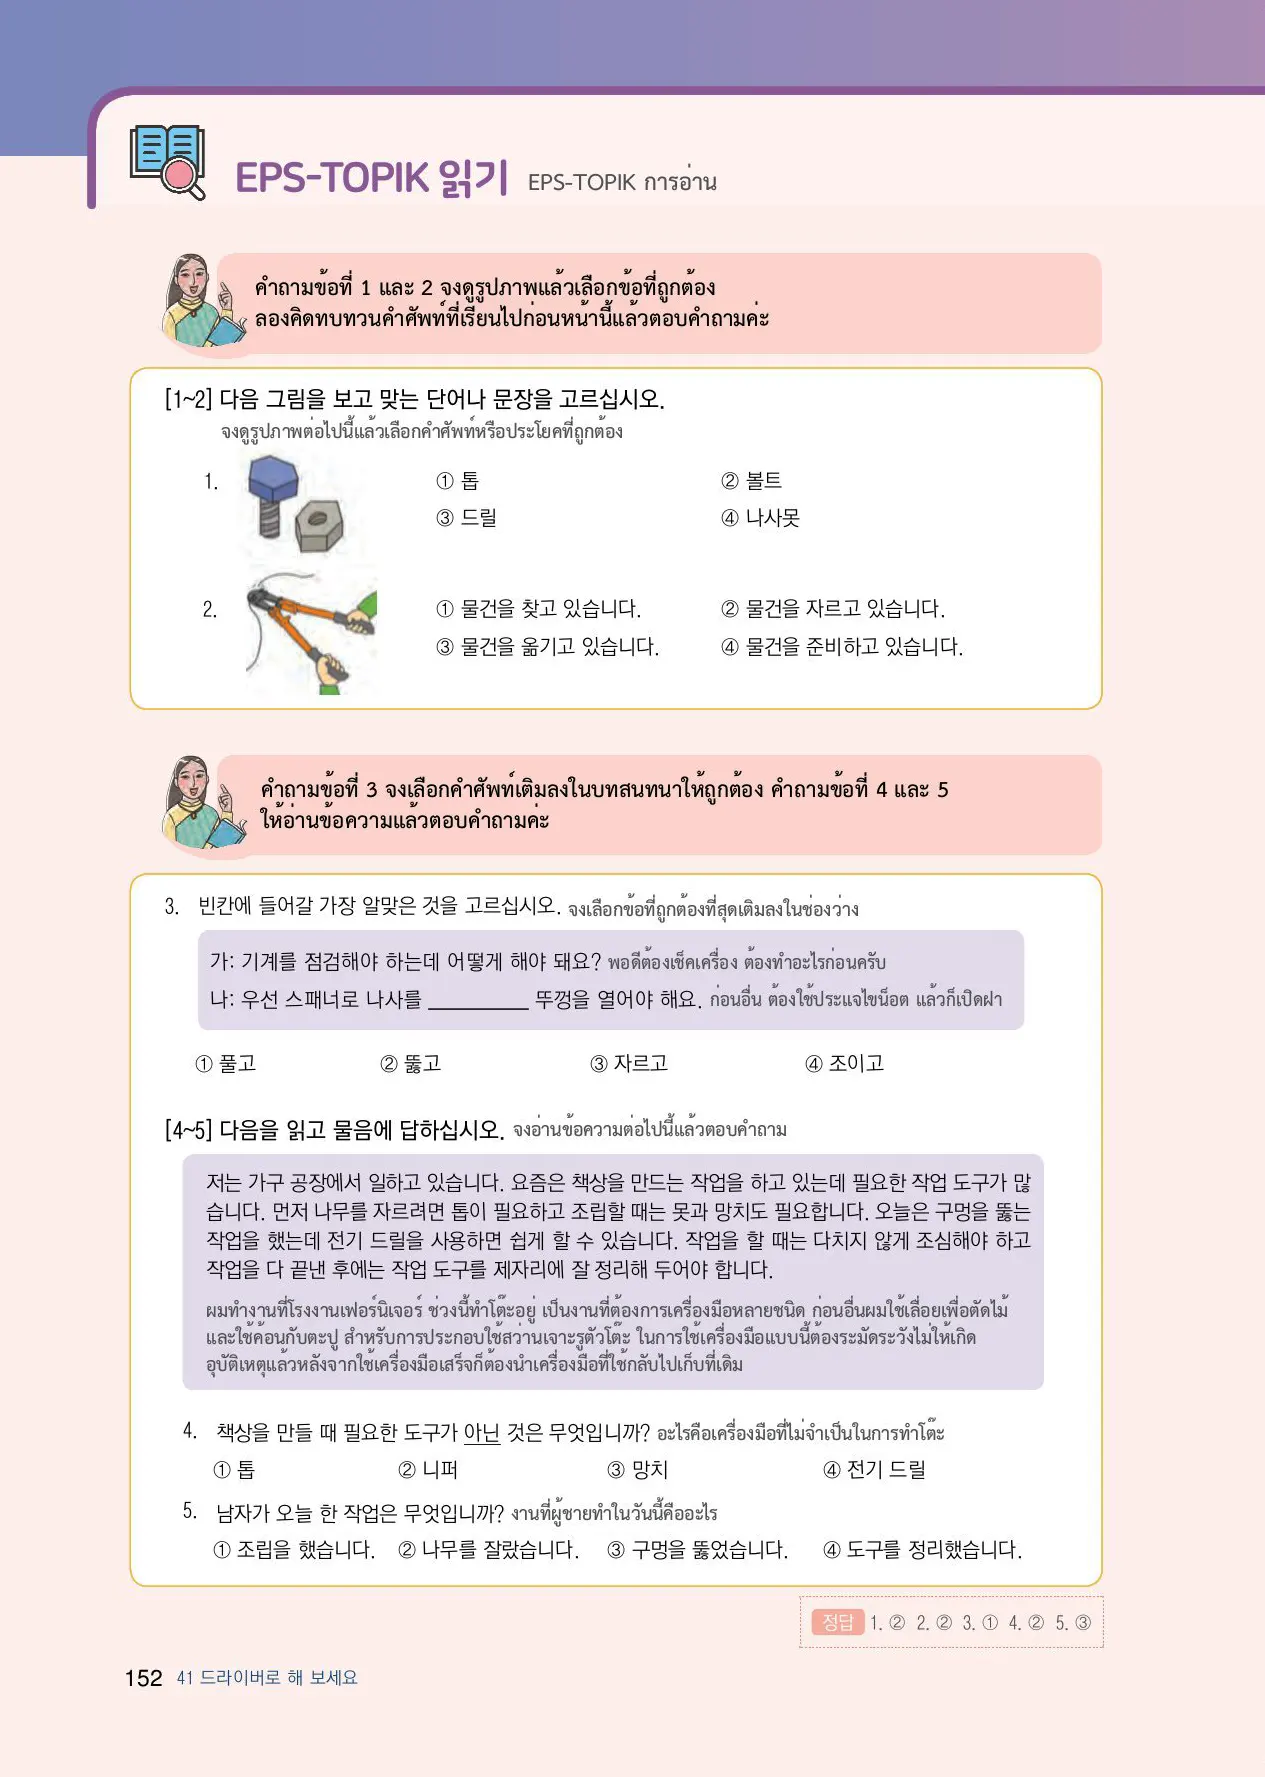 EPS-TOPIK 읽기 EPS-TOPIK การอ่าน
คำถามข้อที่ 1 และ 2 จงดูรูปภาพแล้วเลือกข้อที่ถูกต้อง
ลองคิดทบทวนคำศัพท์ที่เรียนไปก่อนหน้านี้แล้วตอบคำถามค่ะ
[1~2] 다음 그림을 보고 맞는 단어나 문장을 고르십시오.
จงดูรูปภาพต่อไปนี้แล้วเลือกคำศัพท์หรือประโยคที่ถูกต้อง
1. ① 톱 ② 볼트
③ 드릴 ④ 나사못
2. ① 물건을 찾고 있습니다. ② 물건을 자르고 있습니다.
③ 물건을 옮기고 있습니다. ④ 물건을 준비하고 있습니다.
คำถามข้อที่ 3 จงเลือกคำศัพท์เติมลงในบทสนทนาให้ถูกต้อง คำถามข้อที่ 4 และ 5
ให้อ่านข้อความแล้วตอบคำถามค่ะ
3. 빈칸에 들어갈 가장 알맞은 것을 고르십시오. จงเลือกข้อที่ถูกต้องที่สุดเติมลงในช่องว่าง
가: 기계를 점검해야 하는데 어떻게 해야 돼요? พอดีต้องเช็คเครื่อง ต้องทำอะไรก่อนครับ
나: 우선 스패너로 나사를 __________ 뚜껑을 열어야 해요. ก่อนอื่น ต้องใช้ประแจไขน็อต แล้วก็เปิดฝา
① 풀고 ② 뚫고 ③ 자르고 ④ 조이고
[4~5] 다음을 읽고 물음에 답하십시오. จงอ่านข้อความต่อไปนี้แล้วตอบคำถาม
저는 가구 공장에서 일하고 있습니다. 요즘은 책상을 만드는 작업을 하고 있는데 필요한 작업 도구가 많
습니다. 먼저 나무를 자르려면 톱이 필요하고 조립할 때는 못과 망치도 필요합니다. 오늘은 구멍을 뚫는
작업을 했는데 전기 드릴을 사용하면 쉽게 할 수 있습니다. 작업을 할 때는 다치지 않게 조심해야 하고
작업을 다 끝낸 후에는 작업 도구를 제자리에 잘 정리해 두어야 합니다.
ผมทำงานที่โรงงานเฟอร์นิเจอร์ ช่วงนี้ทำโต๊ะอยู่ เป็นงานที่ต้องการเครื่องมือหลายชนิด ก่อนอื่นผมใช้เลื่อยเพื่อตัดไม้
และใช้ค้อนกับตะปู สำหรับการประกอบใช้สว่านเจาะรูตัวโต๊ะ ในการใช้เครื่องมือแบบนี้ต้องระมัดระวังไม่ให้เกิด
อุบัติเหตุแล้วหลังจากใช้เครื่องมือเสร็จก็ต้องนำเครื่องมือที่ใช้กลับไปเก็บที่เดิม
4. 책상을 만들 때 필요한 도구가 아닌 것은 무엇입니까? อะไรคือเครื่องมือที่ไม่จำเป็นในการทำโต๊ะ
① 톱 ② 니퍼 ③ 망치 ④ 전기 드릴
5. 남자가 오늘 한 작업은 무엇입니까? งานที่ผู้ชายทำในวันนี้คืออะไร
① 조립을 했습니다. ② 나무를 잘랐습니다. ③ 구멍을 뚫었습니다. ④ 도구를 정리했습니다.
정답 1. ② 2. ② 3. ① 4. ② 5. ③
152 41 드라이버로 해 보세요